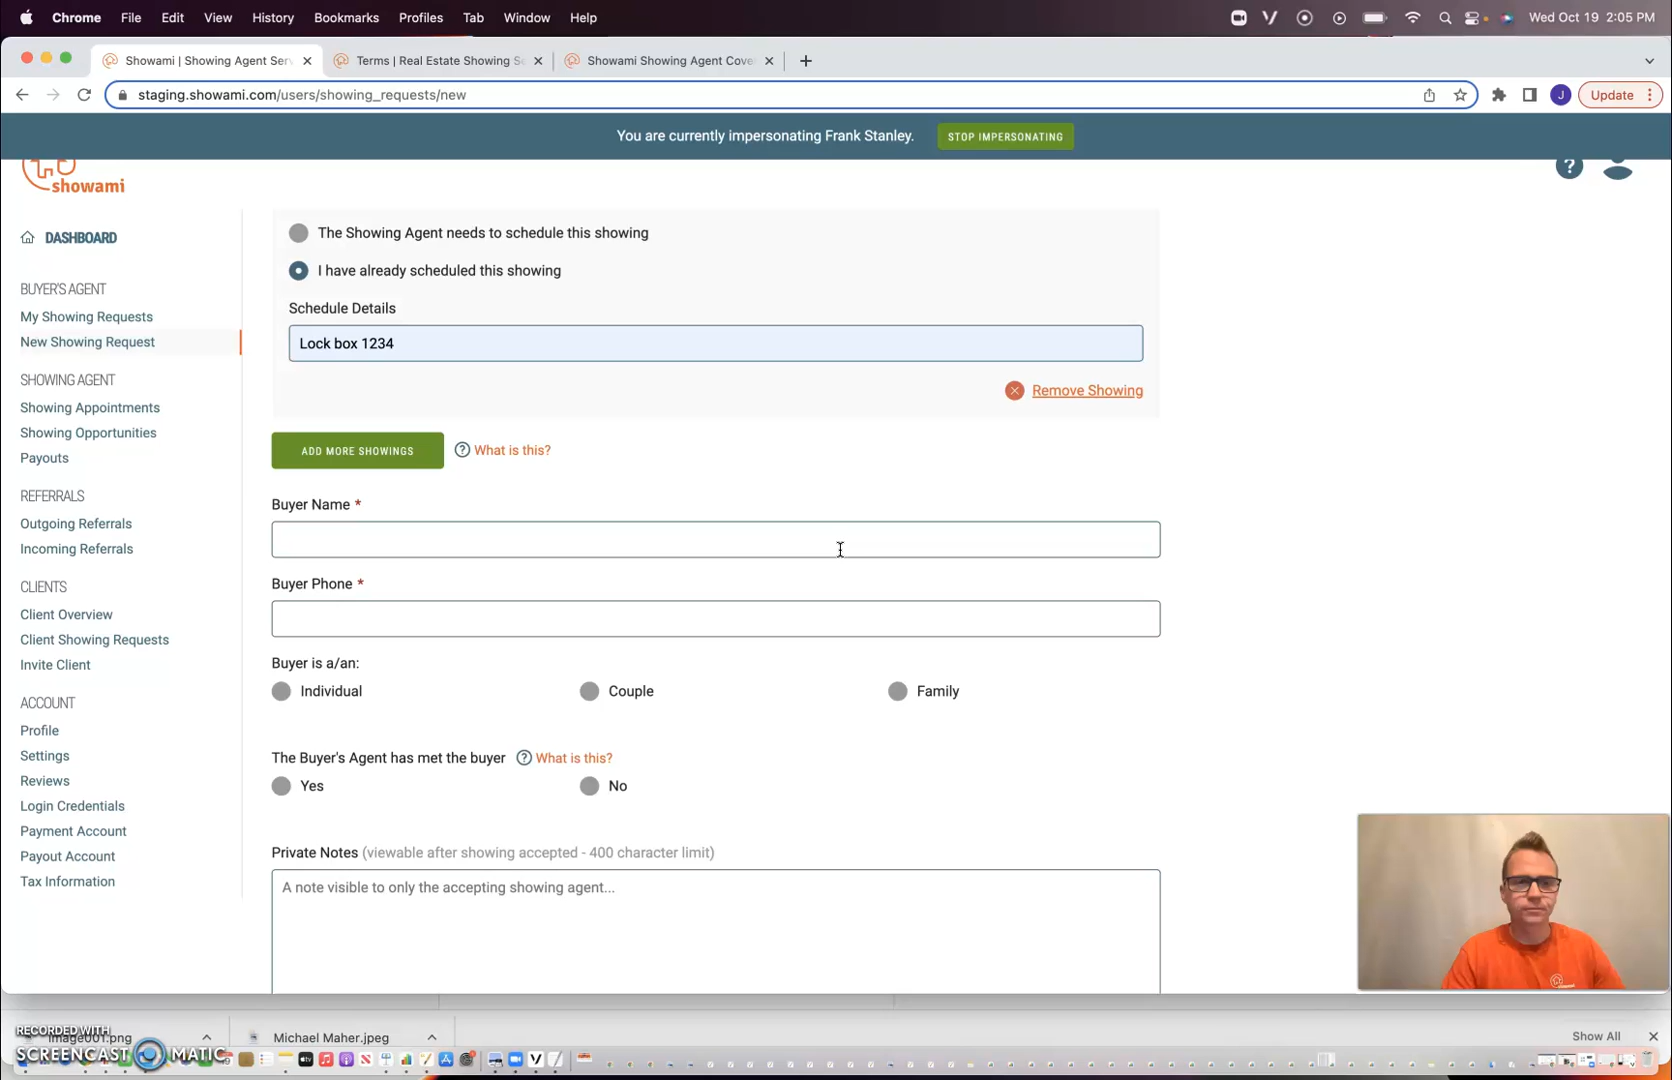 Chrome File Edit View History Bookmarks Profiles Tab Window Help Wed Oct 19 2:05 PM
Showami | Showing Agent Ser Terms | Real Estate Showing Se Showami Showing Agent Cove
staging.showami.com/users/showing_requests/new J Update
You are currently impersonating Frank Stanley. STOP IMPERSONATING
showami
?
DASHBOARD
BUYER'S AGENT
My Showing Requests
New Showing Request
SHOWING AGENT
Showing Appointments
Showing Opportunities
Payouts
REFERRALS
Outgoing Referrals
Incoming Referrals
CLIENTS
Client Overview
Client Showing Requests
Invite Client
ACCOUNT
Profile
Settings
Reviews
Login Credentials
Payment Account
Payout Account
Tax Information
The Showing Agent needs to schedule this showing
I have already scheduled this showing
Schedule Details
Lock box 1234
Remove Showing
ADD MORE SHOWINGS ? What is this?
Buyer Name *
Buyer Phone *
Buyer is a/an:
Individual Couple Family
The Buyer's Agent has met the buyer ? What is this?
Yes No
Private Notes (viewable after showing accepted - 400 character limit)
A note visible to only the accepting showing agent...
image001.png Michael Maher.jpeg Show All
RECORDED WITH
SCREENCAST MATIC